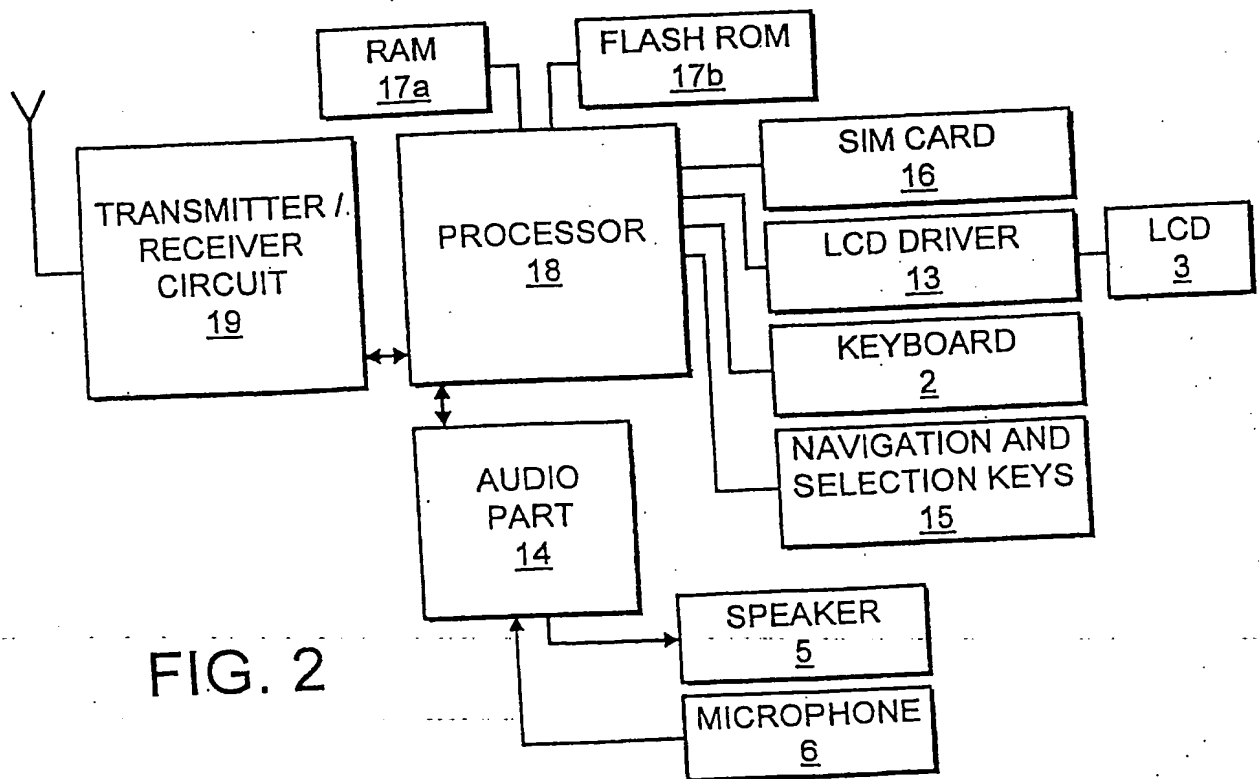 RAM
17a
FLASH ROM
17b
TRANSMITTER /
RECEIVER
CIRCUIT
19
PROCESSOR
18
SIM CARD
16
LCD DRIVER
13
LCD
3
KEYBOARD
2
NAVIGATION AND
SELECTION KEYS
15
AUDIO
PART
14
SPEAKER
5
MICROPHONE
6
FIG. 2